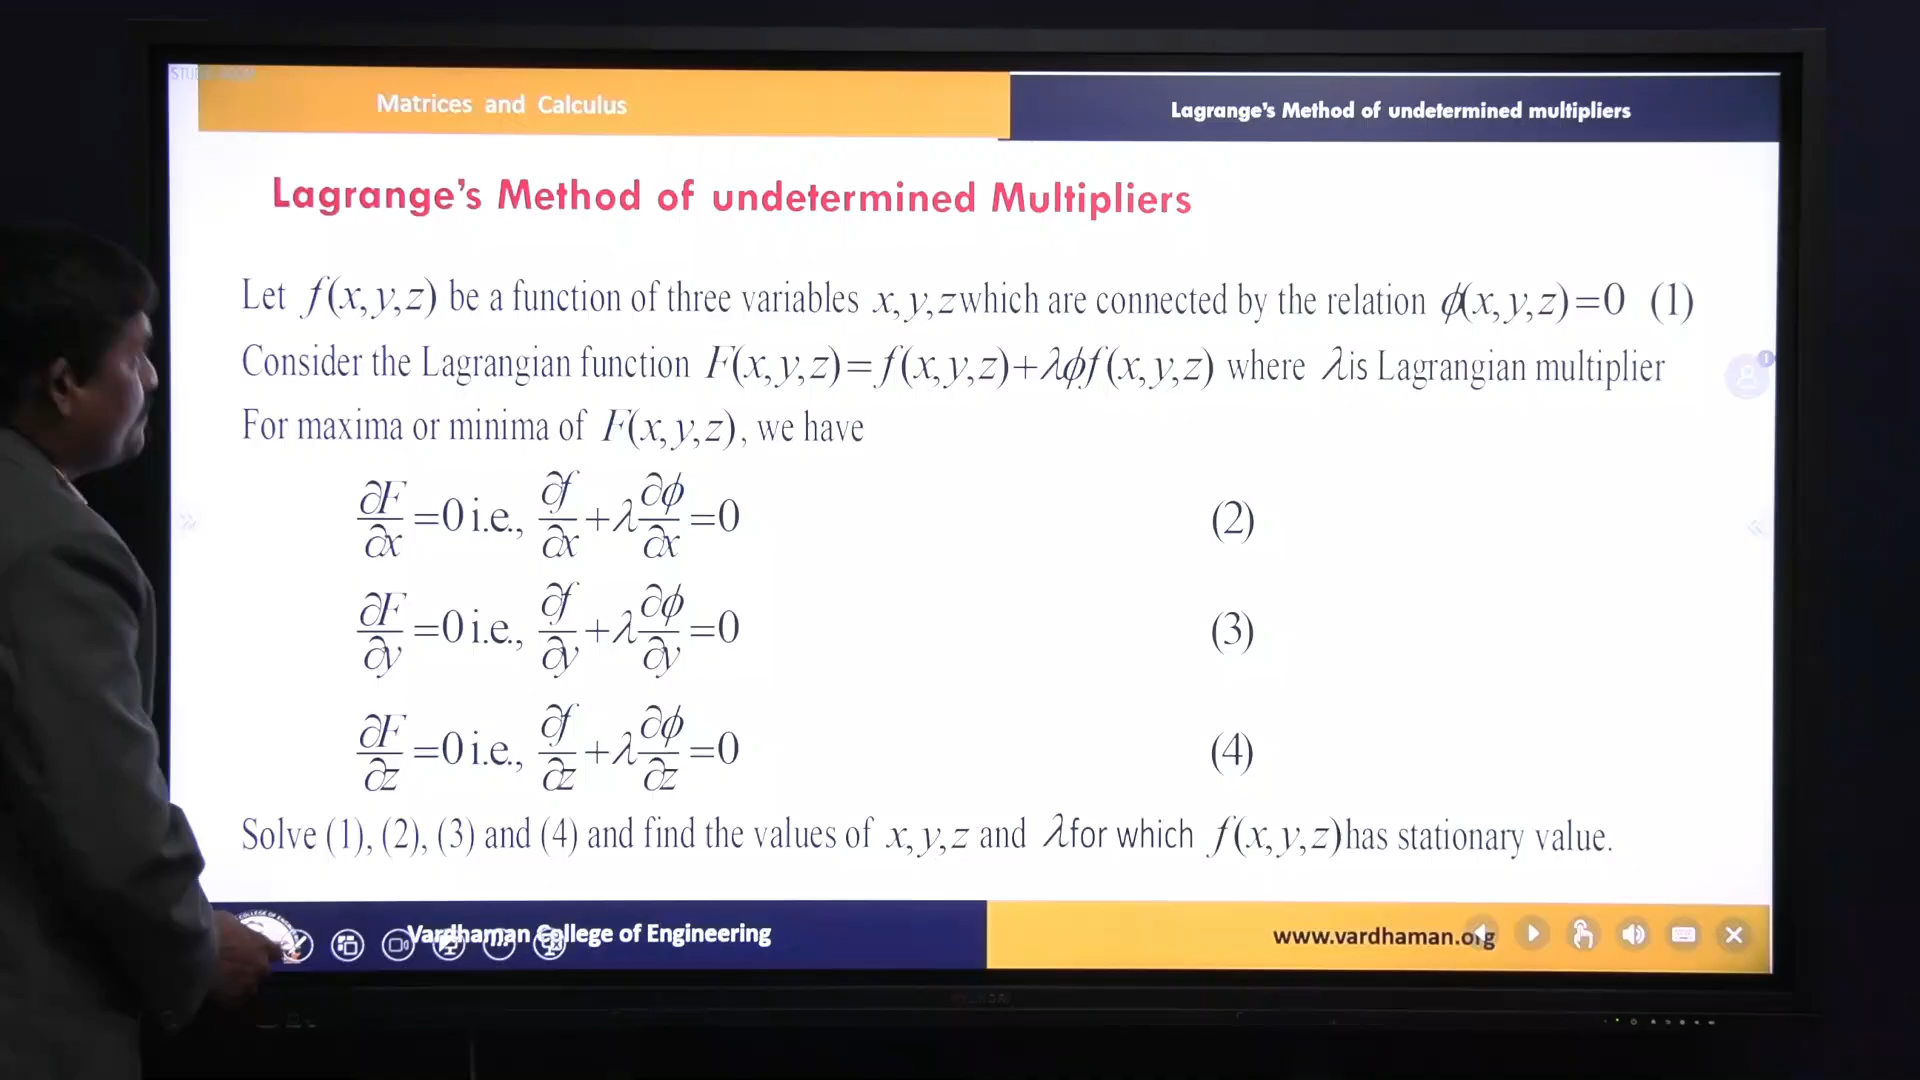 Matrices and Calculus
Lagrange's Method of undetermined multipliers
Lagrange's Method of undetermined Multipliers
Let f(x, y, z) be a function of three variables x, y, z which are connected by the relation ϕ(x, y, z)=0 (1)
Consider the Lagrangian function F(x, y, z)=f(x, y, z)+λϕf(x, y, z) where λ is Lagrangian multiplier
For maxima or minima of F(x, y, z), we have
∂F/∂x =0 i.e., ∂f/∂x +λ ∂ϕ/∂x =0 (2)
∂F/∂y =0 i.e., ∂f/∂y +λ ∂ϕ/∂y =0 (3)
∂F/∂z =0 i.e., ∂f/∂z +λ ∂ϕ/∂z =0 (4)
Solve (1), (2), (3) and (4) and find the values of x, y, z and λ for which f(x, y, z) has stationary value.
Vardhaman College of Engineering
www.vardhaman.org